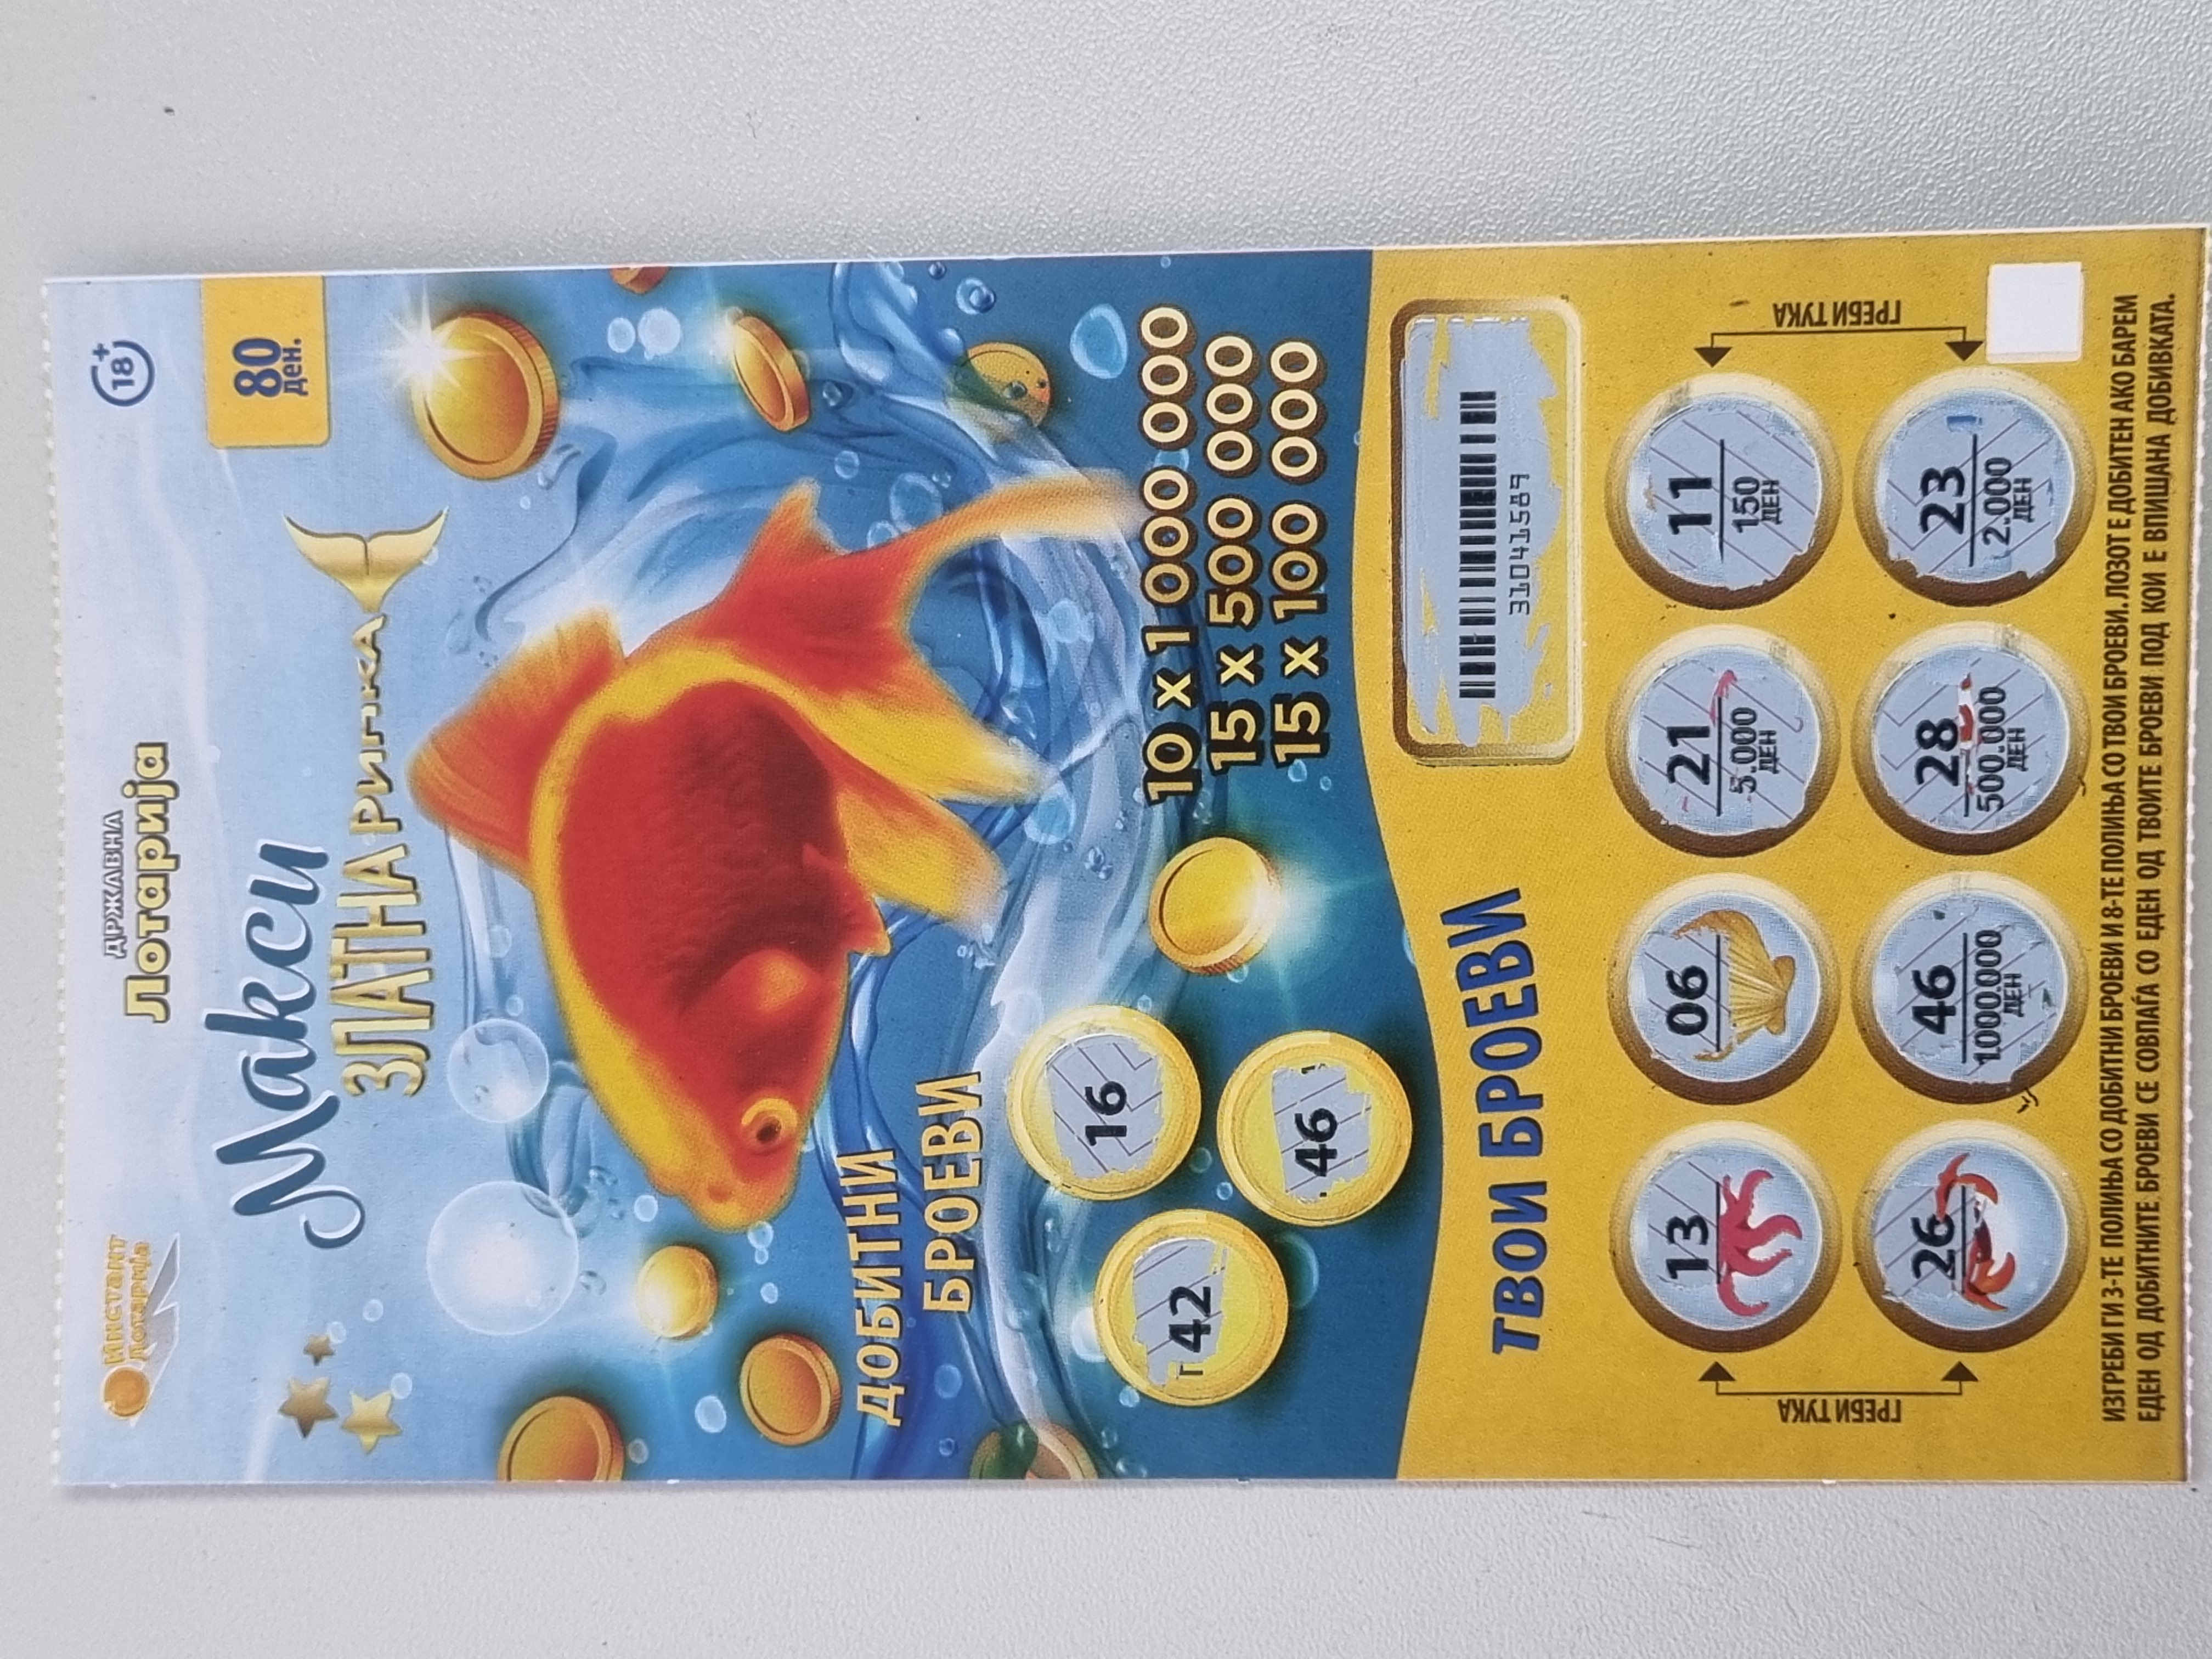 ДРЖАВНА
Лотарија
18+
Инстант
лотарија
80
ден.
Макси
ЗЛАТНА РИПКА
ДОБИТНИ
БРОЕВИ
16
42
46
10 x 1 000 000
15 x 500 000
15 x 100 000
310441589
ТВОИ БРОЕВИ
ГРЕБИ ТУКА
ГРЕБИ ТУКА
13
06
21
5.000
ДЕН
11
150
ДЕН
26
46
1000.000
ДЕН
28
500.000
ДЕН
23
2.000
ДЕН
ИЗГРЕБИ ГИ 3-ТЕ ПОЛИЊА СО ДОБИТНИ БРОЕВИ И 8-ТЕ ПОЛИЊА СО ТВОИ БРОЕВИ. ЛОЗОТ Е ДОБИТЕН АКО БАРЕМ
ЕДЕН ОД ДОБИТНИТЕ БРОЕВИ СЕ СОВПАЃА СО ЕДЕН ОД ТВОИТЕ БРОЕВИ ПОД КОИ Е ВПИШАНА ДОБИВКАТА.